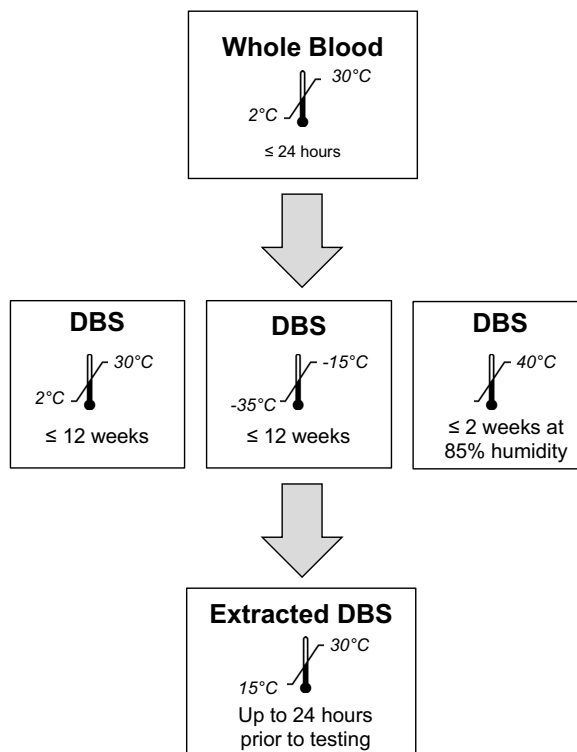 Whole Blood
30°C
2°C
≤ 24 hours
DBS
30°C
2°C
≤ 12 weeks
DBS
-15°C
-35°C
≤ 12 weeks
DBS
40°C
≤ 2 weeks at
85% humidity
Extracted DBS
30°C
15°C
Up to 24 hours
prior to testing